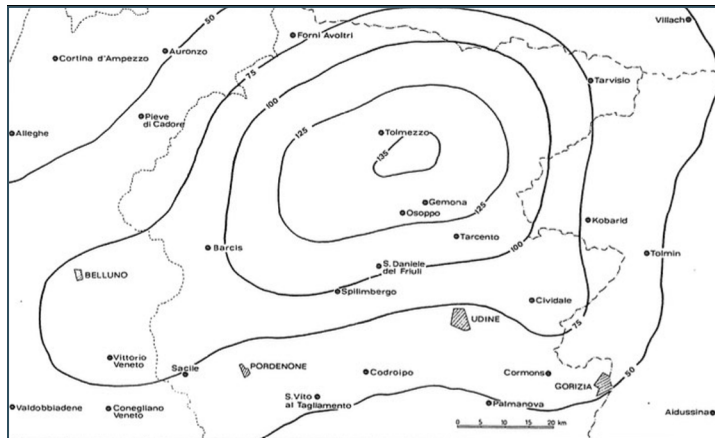 50
Villach
Forni Avoltri
Auronzo
Cortina d'Ampezzo
75
Tarvisio
100
Pieve
di Cadore
Alleghe
125
Tolmezzo
135
Gemona
Osoppo
125
Kobarid
Tarcento
100
Barcis
Tolmin
S. Daniele
del Friuli
BELLUNO
Spilimbergo
Cividale
UDINE
75
Vittorio
Veneto
Sacile
PORDENONE
Codroipo
Cormons
50
GORIZIA
S. Vito
al Tagliamento
Palmanova
Valdobbiadene
Conegliano
Veneto
Aidussina
0 10 20 km